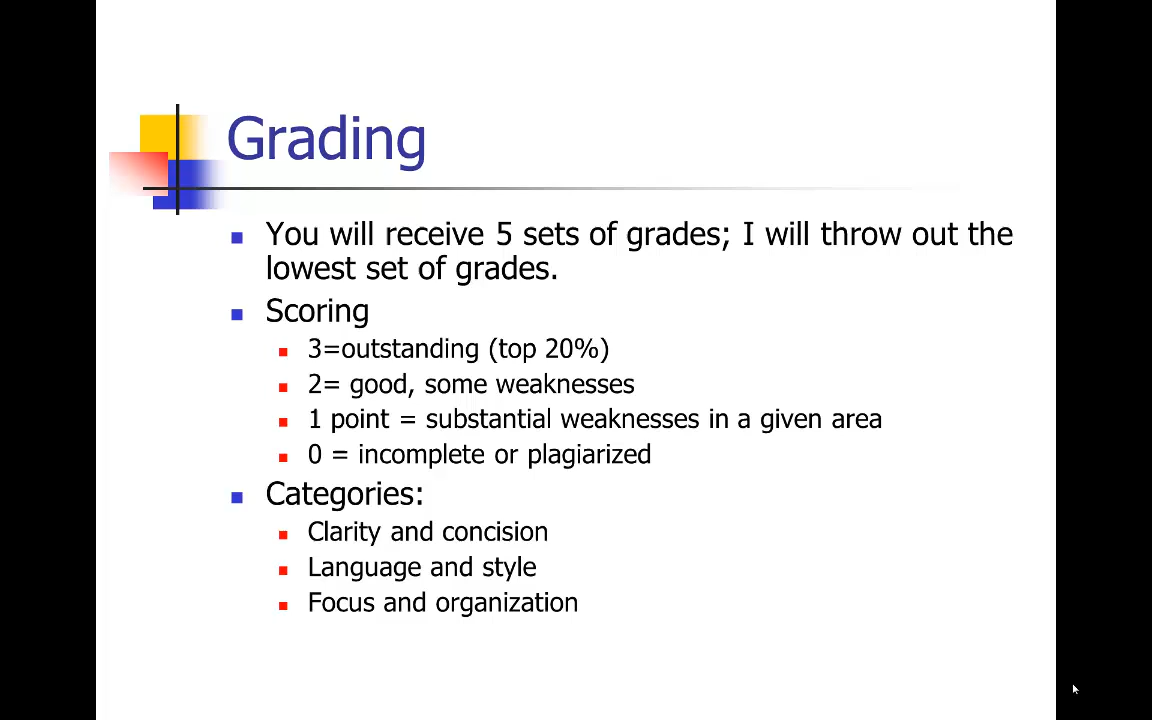 Grading
You will receive 5 sets of grades; I will throw out the
lowest set of grades.
Scoring
3=outstanding (top 20%)
2= good, some weaknesses
1 point = substantial weaknesses in a given area
0 = incomplete or plagiarized
Categories:
Clarity and concision
Language and style
Focus and organization